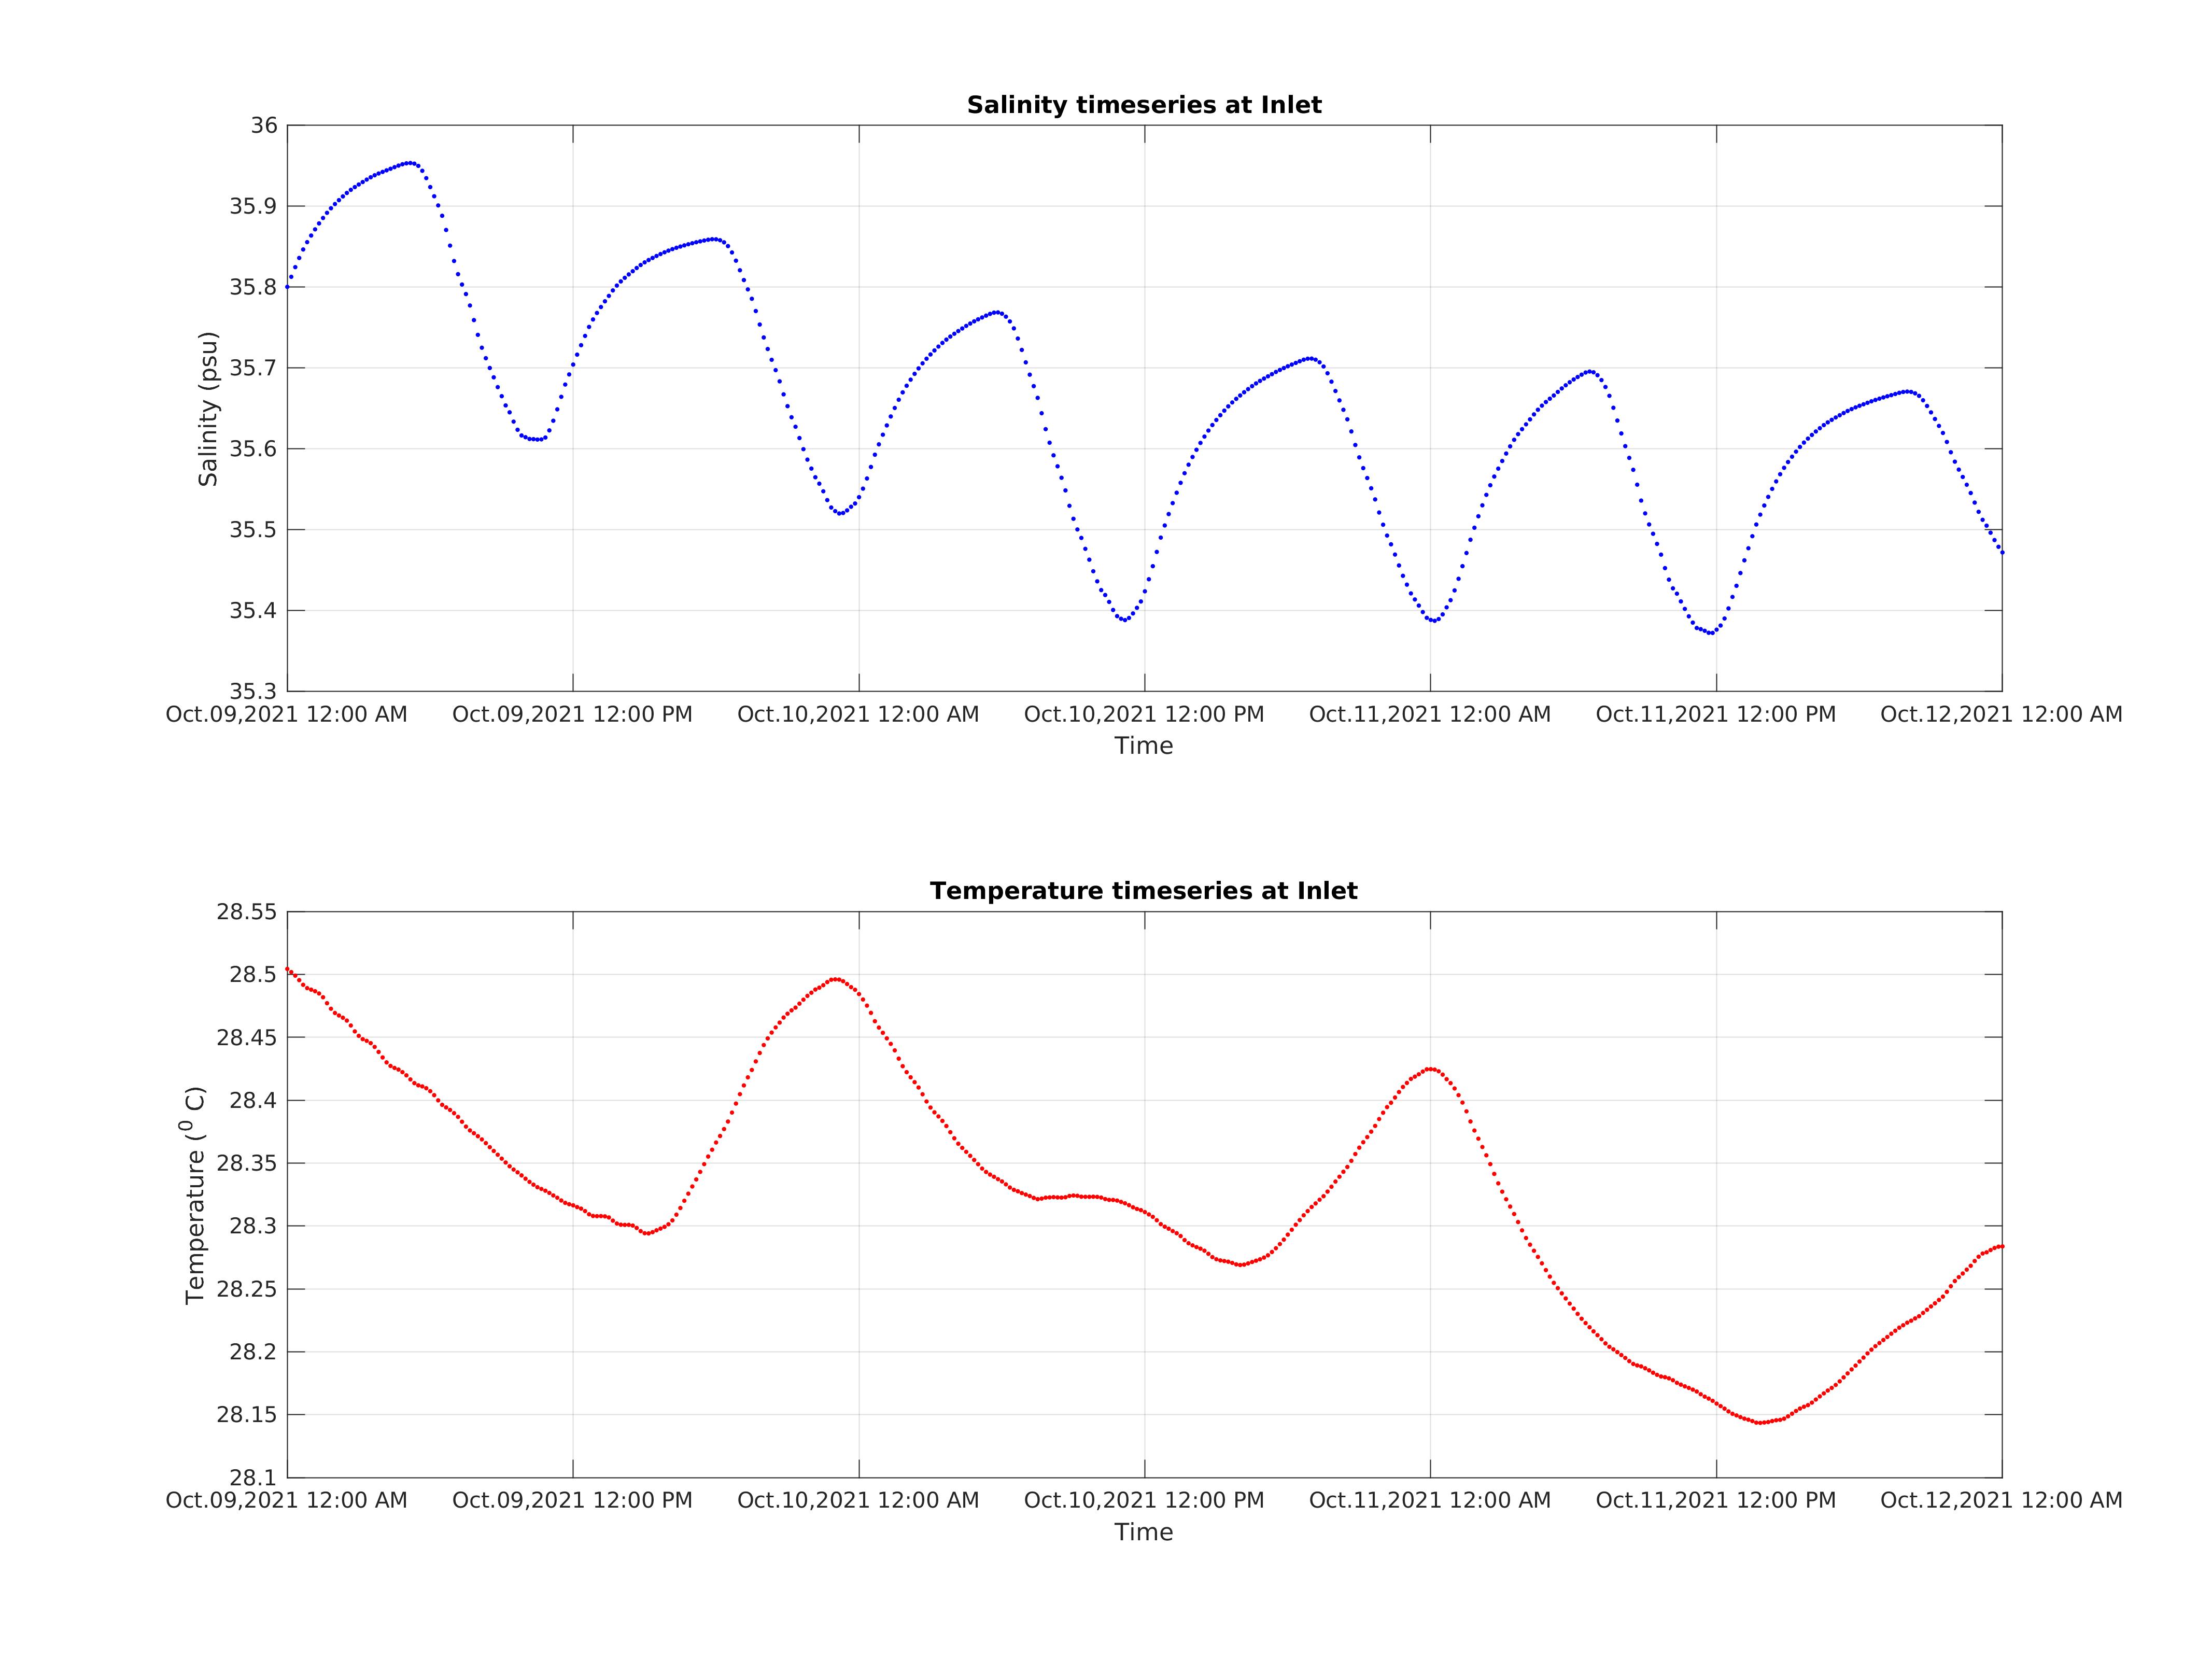 Salinity timeseries at Inlet
36
35.9
35.8
35.7
35.6
35.5
35.4
35.3
Salinity (psu)
Oct.09,2021 12:00 AM Oct.09,2021 12:00 PM Oct.10,2021 12:00 AM Oct.10,2021 12:00 PM Oct.11,2021 12:00 AM Oct.11,2021 12:00 PM Oct.12,2021 12:00 AM
Time
Temperature timeseries at Inlet
28.55
28.5
28.45
28.4
28.35
28.3
28.25
28.2
28.15
28.1
Temperature (⁰ C)
Oct.09,2021 12:00 AM Oct.09,2021 12:00 PM Oct.10,2021 12:00 AM Oct.10,2021 12:00 PM Oct.11,2021 12:00 AM Oct.11,2021 12:00 PM Oct.12,2021 12:00 AM
Time